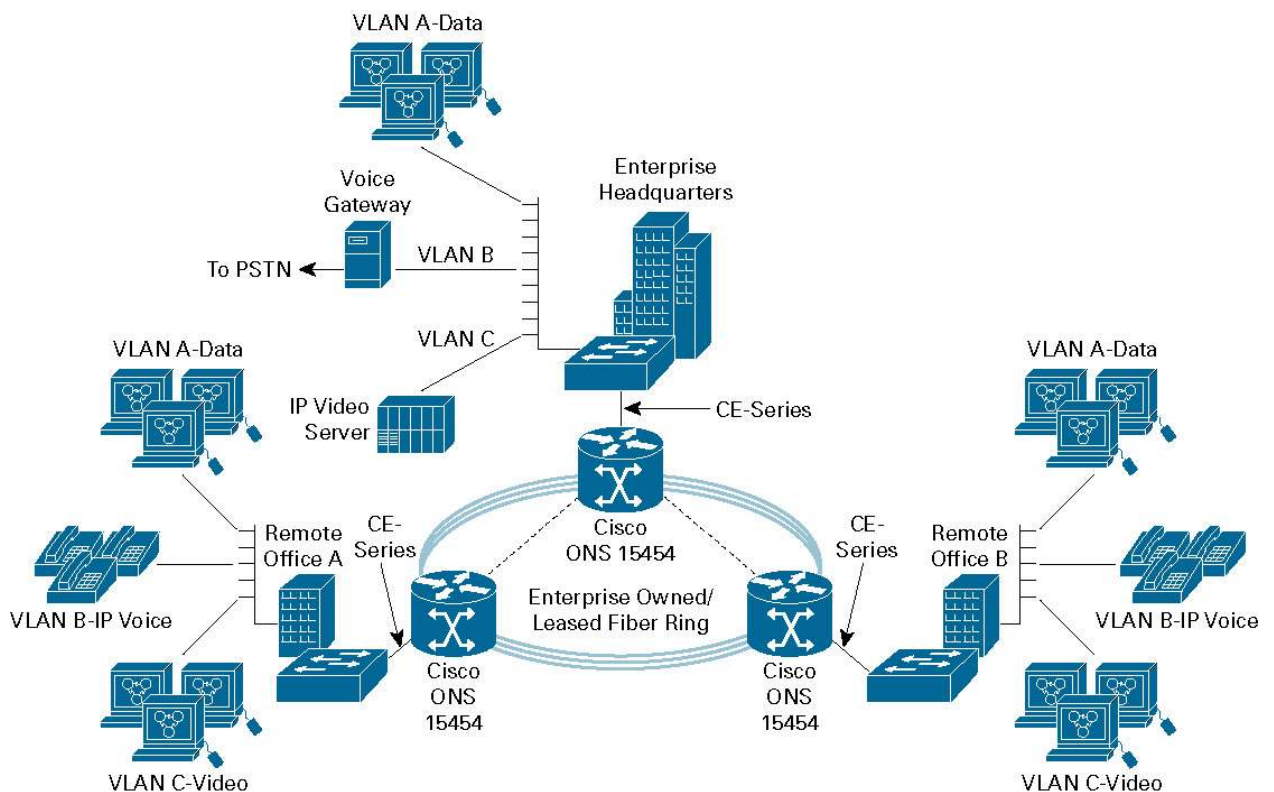 VLAN A-Data
Voice
Gateway
Enterprise
Headquarters
To PSTN
VLAN B
VLAN C
VLAN A-Data
VLAN A-Data
IP Video
Server
CE-Series
Remote
Office A
CE-
Series
Cisco
ONS 15454
CE-
Series
Remote
Office B
VLAN B-IP Voice
Enterprise Owned/
Leased Fiber Ring
VLAN B-IP Voice
Cisco
ONS
15454
Cisco
ONS
15454
VLAN C-Video
VLAN C-Video